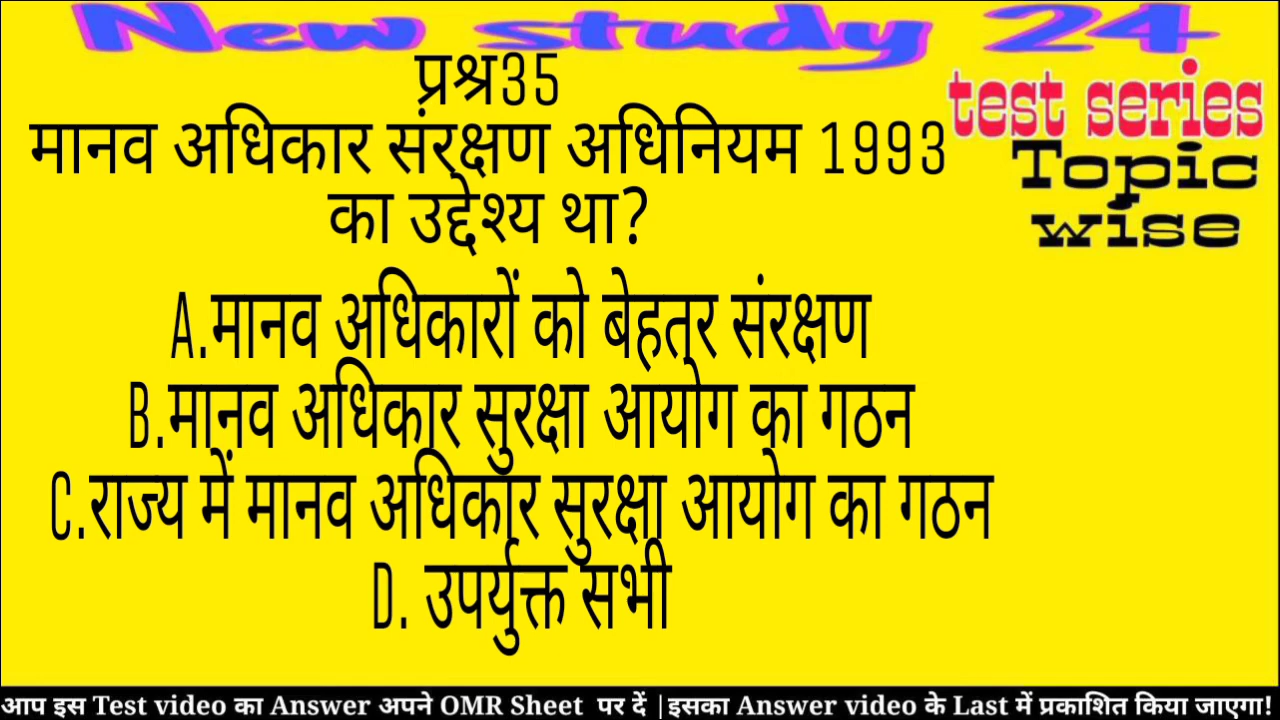 New study 24
test series
Topic
wise
प्रश्न35
मानव अधिकार संरक्षण अधिनियम 1993
का उद्देश्य था?
A.मानव अधिकारों को बेहतर संरक्षण
B.मानव अधिकार सुरक्षा आयोग का गठन
C.राज्य में मानव अधिकार सुरक्षा आयोग का गठन
D. उपर्युक्त सभी
आप इस Test video का Answer अपने OMR Sheet पर दें |इसका Answer video के Last में प्रकाशित किया जाएगा!